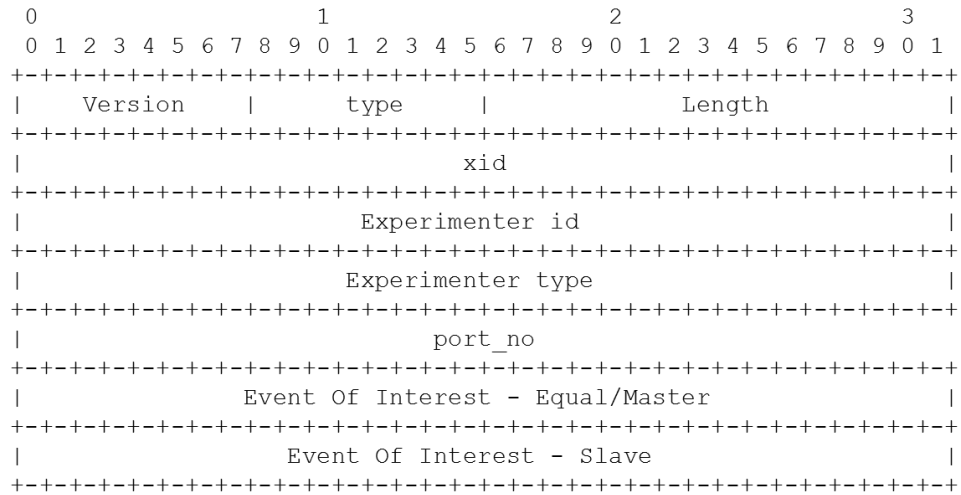 0                   1                   2                   3
 0 1 2 3 4 5 6 7 8 9 0 1 2 3 4 5 6 7 8 9 0 1 2 3 4 5 6 7 8 9 0 1
+-+-+-+-+-+-+-+-+-+-+-+-+-+-+-+-+-+-+-+-+-+-+-+-+-+-+-+-+-+-+-+-+
|    Version    |      type     |             Length            |
+-+-+-+-+-+-+-+-+-+-+-+-+-+-+-+-+-+-+-+-+-+-+-+-+-+-+-+-+-+-+-+-+
|                              xid                              |
+-+-+-+-+-+-+-+-+-+-+-+-+-+-+-+-+-+-+-+-+-+-+-+-+-+-+-+-+-+-+-+-+
|                       Experimenter id                         |
+-+-+-+-+-+-+-+-+-+-+-+-+-+-+-+-+-+-+-+-+-+-+-+-+-+-+-+-+-+-+-+-+
|                      Experimenter type                        |
+-+-+-+-+-+-+-+-+-+-+-+-+-+-+-+-+-+-+-+-+-+-+-+-+-+-+-+-+-+-+-+-+
|                            port_no                            |
+-+-+-+-+-+-+-+-+-+-+-+-+-+-+-+-+-+-+-+-+-+-+-+-+-+-+-+-+-+-+-+-+
|               Event Of Interest - Equal/Master                |
+-+-+-+-+-+-+-+-+-+-+-+-+-+-+-+-+-+-+-+-+-+-+-+-+-+-+-+-+-+-+-+-+
|                  Event Of Interest - Slave                    |
+-+-+-+-+-+-+-+-+-+-+-+-+-+-+-+-+-+-+-+-+-+-+-+-+-+-+-+-+-+-+-+-+